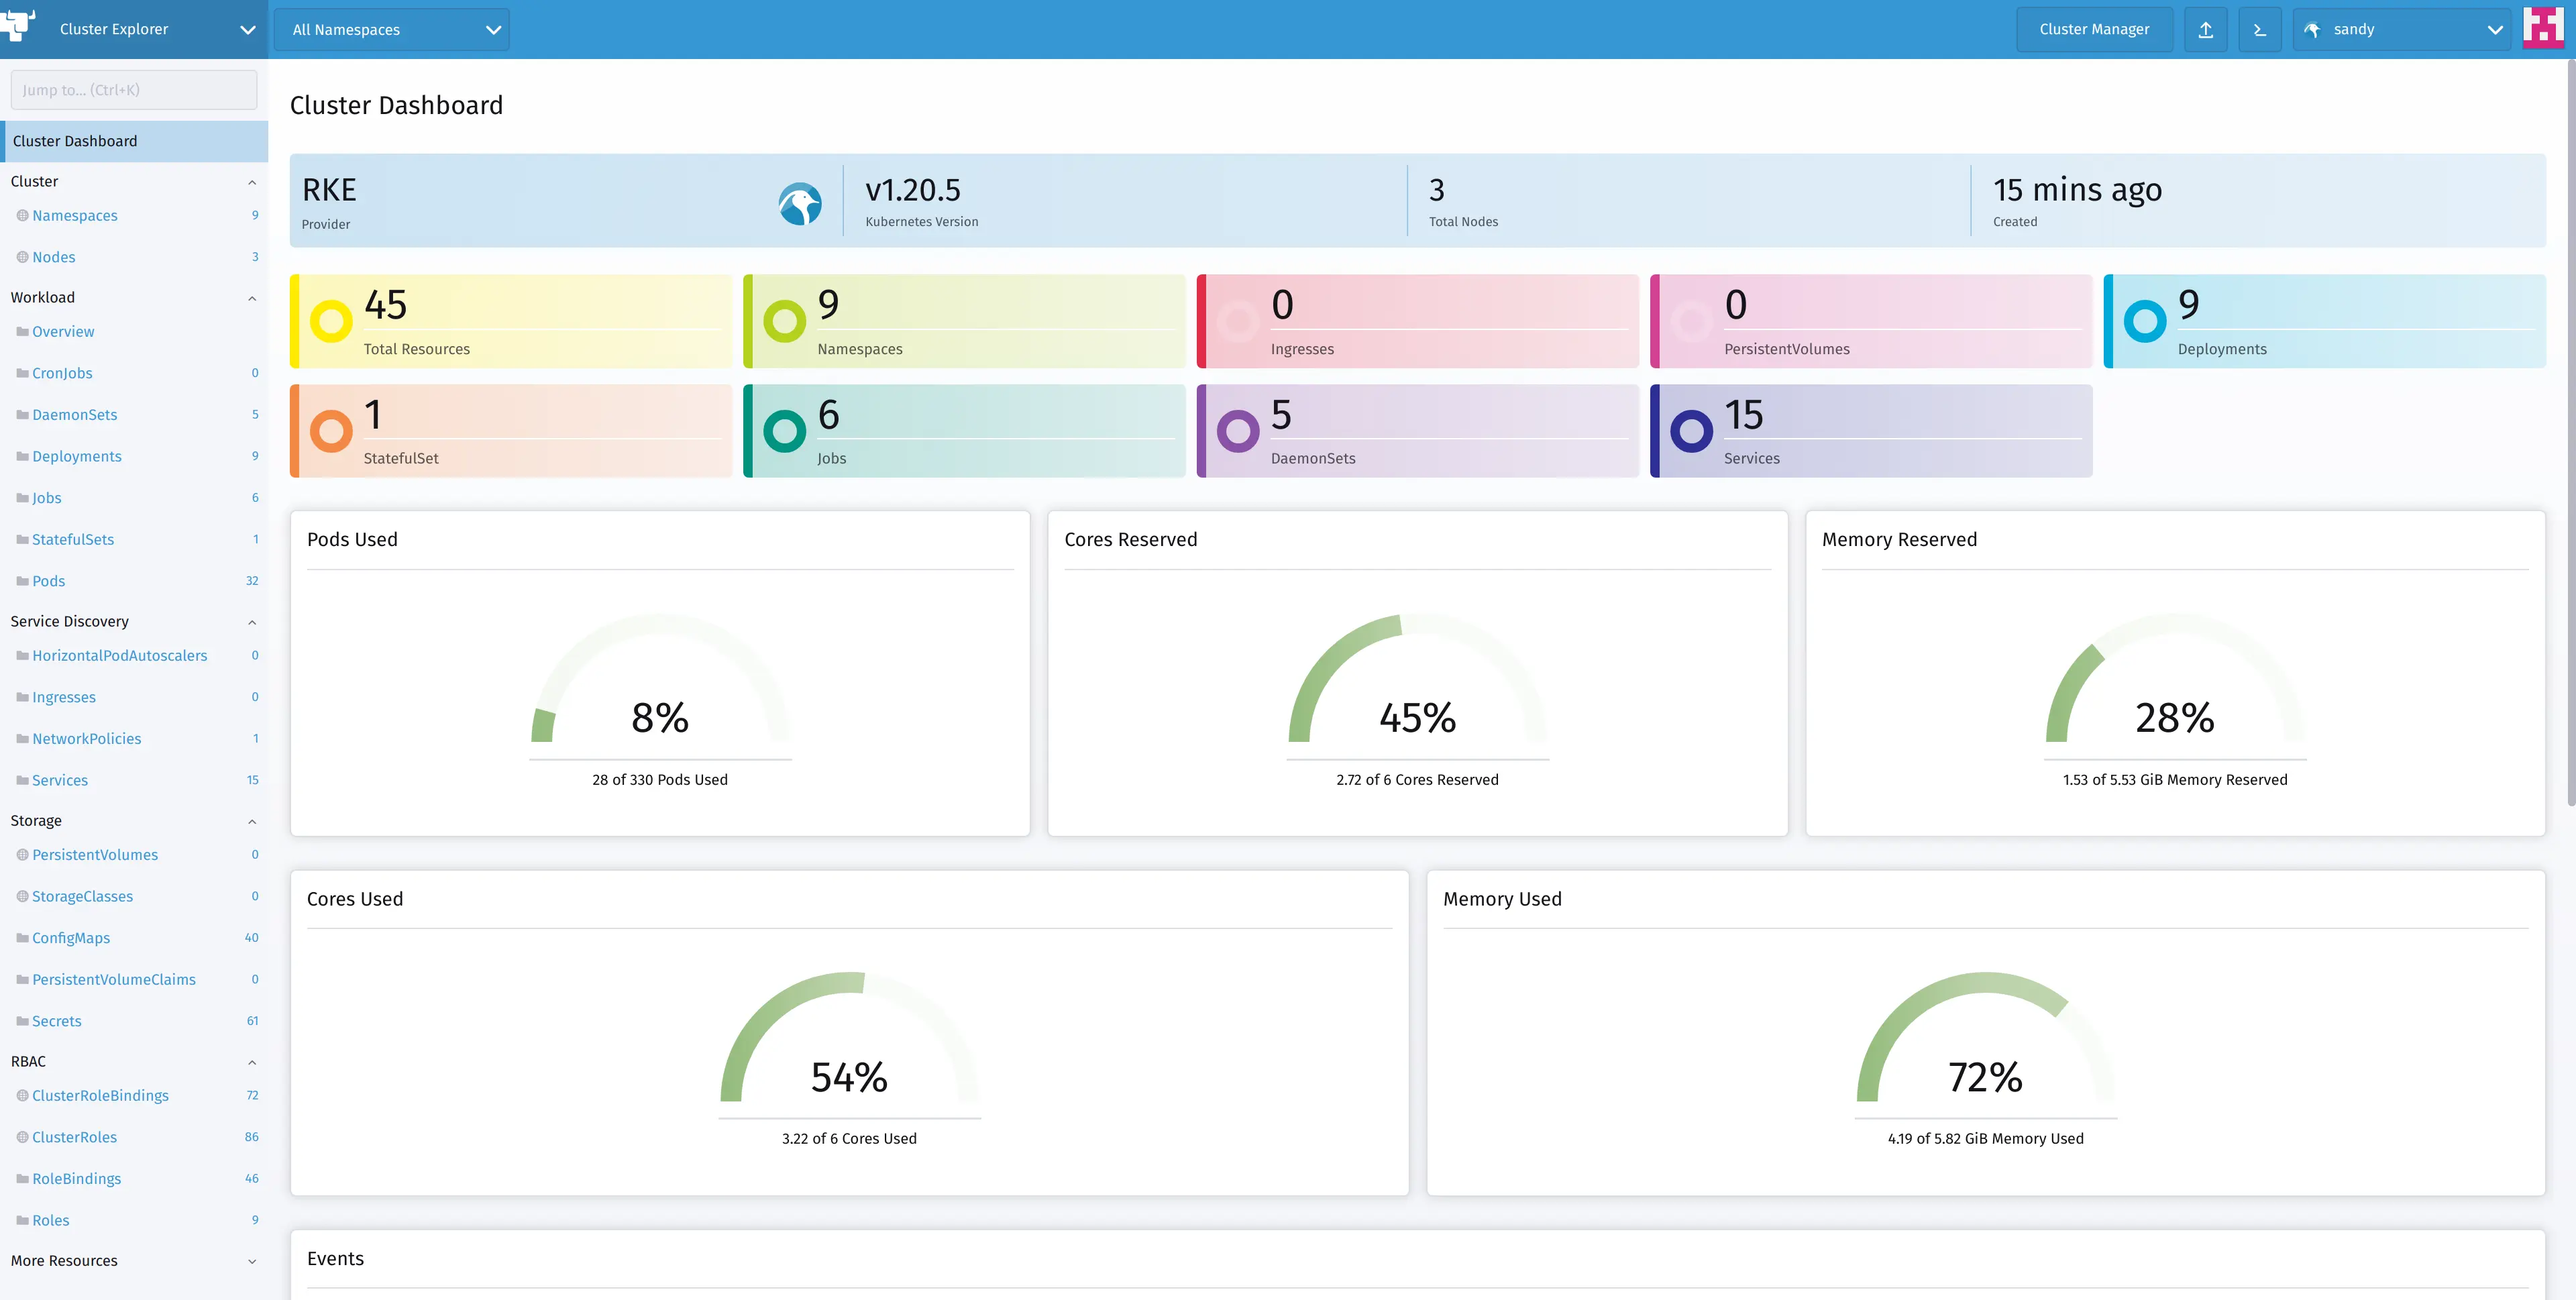 Cluster Explorer
All Namespaces
Cluster Manager
sandy
Jump to... (Ctrl+K)
Cluster Dashboard
Cluster
Namespaces 9
Nodes 3
Workload
Overview
CronJobs 0
DaemonSets 5
Deployments 9
Jobs 6
StatefulSets 1
Pods 32
Service Discovery
HorizontalPodAutoscalers 0
Ingresses 0
NetworkPolicies 1
Services 15
Storage
PersistentVolumes 0
StorageClasses 0
ConfigMaps 40
PersistentVolumeClaims 0
Secrets 61
RBAC
ClusterRoleBindings 72
ClusterRoles 86
RoleBindings 46
Roles 9
More Resources
Cluster Dashboard
RKE
Provider
v1.20.5
Kubernetes Version
3
Total Nodes
15 mins ago
Created
45
Total Resources
9
Namespaces
0
Ingresses
0
PersistentVolumes
9
Deployments
1
StatefulSet
6
Jobs
5
DaemonSets
15
Services
Pods Used
8%
28 of 330 Pods Used
Cores Reserved
45%
2.72 of 6 Cores Reserved
Memory Reserved
28%
1.53 of 5.53 GiB Memory Reserved
Cores Used
54%
3.22 of 6 Cores Used
Memory Used
72%
4.19 of 5.82 GiB Memory Used
Events